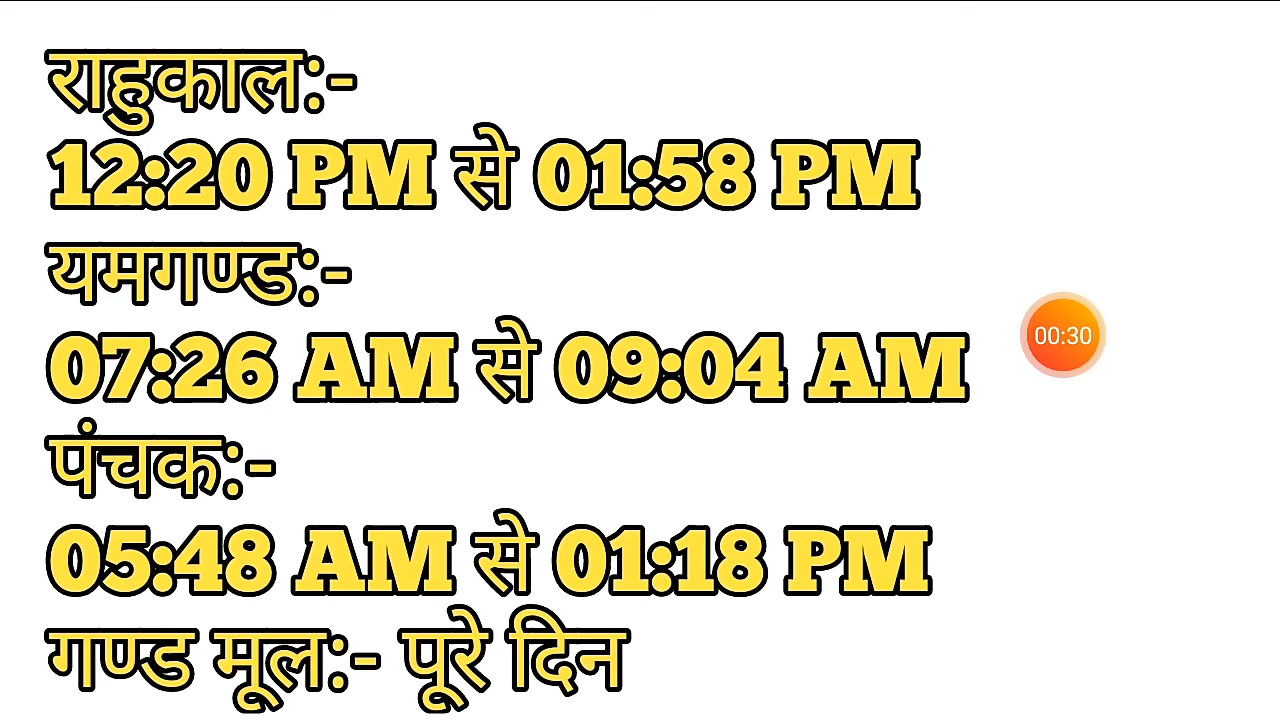 राहुकाल:-
12:20 PM से 01:58 PM
यमगण्ड:-
07:26 AM से 09:04 AM
00:30
पंचक:-
05:48 AM से 01:18 PM
गण्ड मूल:- पूरे दिन